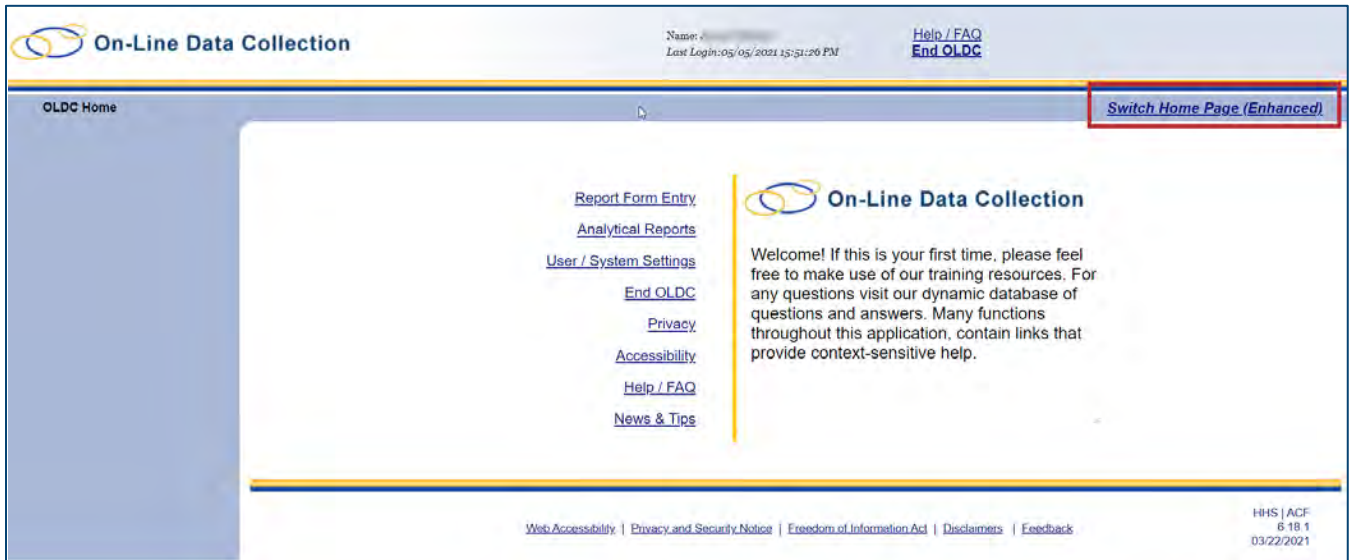 On-Line Data Collection
Name:
Last Login:05/05/2021 15:51:26 PM
Help / FAQ
End OLDC
OLDC Home
Switch Home Page (Enhanced)
Report Form Entry
Analytical Reports
User / System Settings
End OLDC
Privacy
Accessibility
Help / FAQ
News & Tips
On-Line Data Collection
Welcome! If this is your first time, please feel
free to make use of our training resources. For
any questions visit our dynamic database of
questions and answers. Many functions
throughout this application, contain links that
provide context-sensitive help.
Web Accessibility | Privacy and Security Notice | Freedom of Information Act | Disclaimers | Feedback
HHS | ACF
6.18.1
03/22/2021